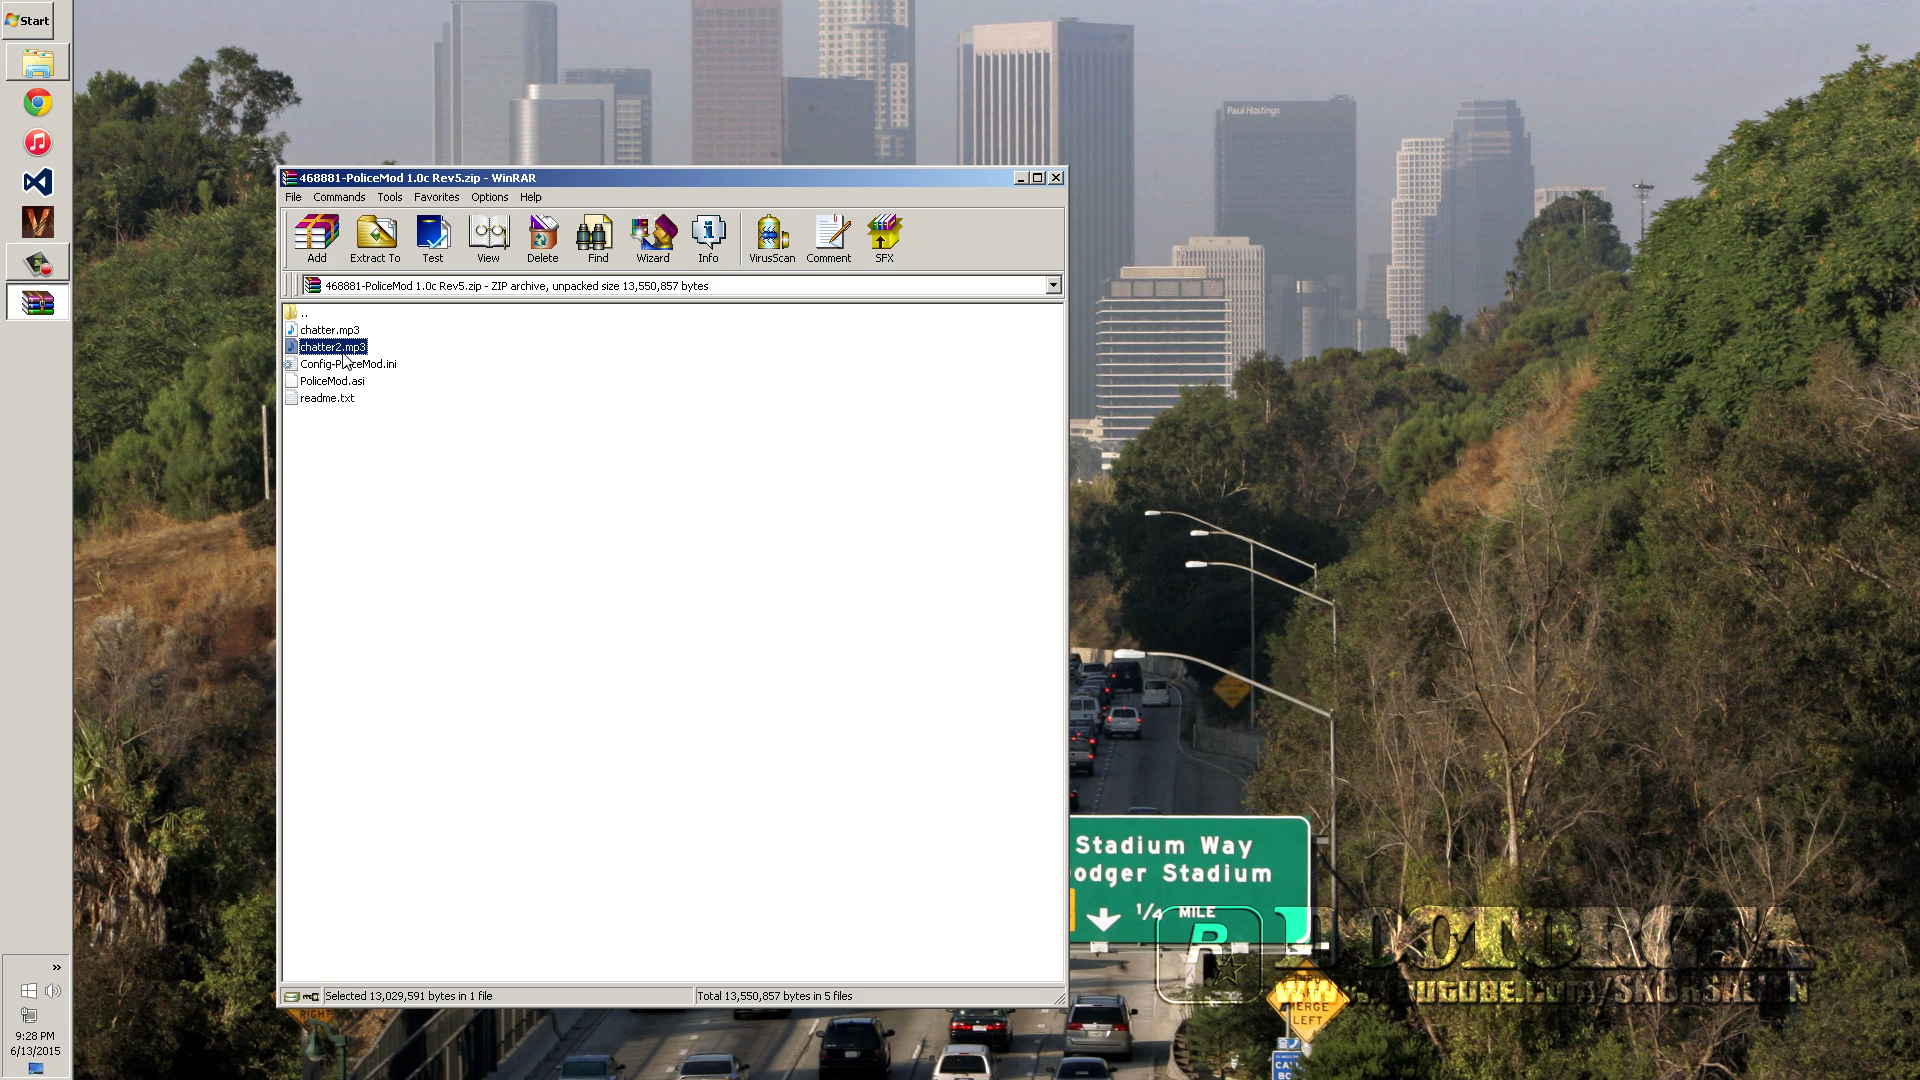 Start
Paul Hastings
468881-PoliceMod 1.0c Rev5.zip - WinRAR
File Commands Tools Favorites Options Help
Add Extract To Test View Delete Find Wizard Info VirusScan Comment SFX
468881-PoliceMod 1.0c Rev5.zip - ZIP archive, unpacked size 13,550,857 bytes
..
chatter.mp3
chatter2.mp3
Config-PoliceMod.ini
PoliceMod.asi
readme.txt
Stadium Way
odger Stadium
1/4 MILE
MERGE
LEFT
RIGHT
Selected 13,029,591 bytes in 1 file
Total 13,550,857 bytes in 5 files
9:28 PM
6/13/2015